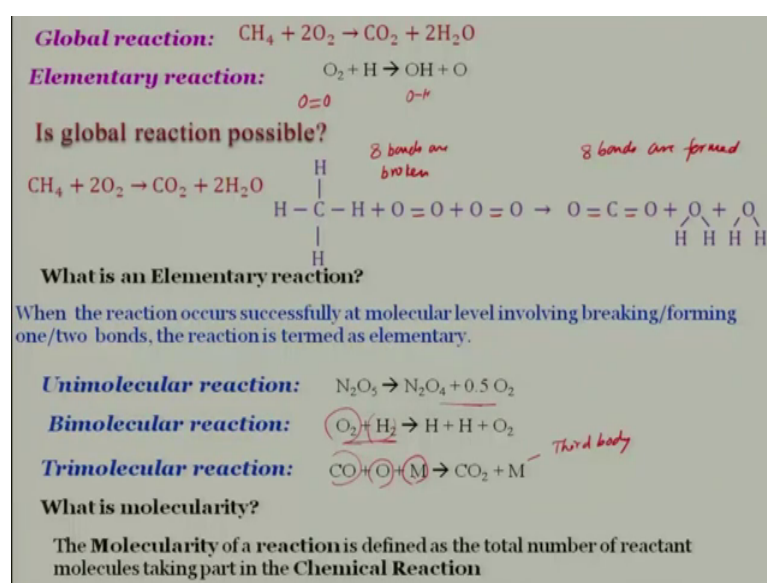 Global reaction: CH₄ + 2O₂ → CO₂ + 2H₂O
Elementary reaction: O₂ + H → OH + O
O=O O-H
Is global reaction possible?
8 bonds are broken
8 bonds are formed
CH₄ + 2O₂ → CO₂ + 2H₂O
H
|
H – C – H + O = O + O = O → O = C = O + O + O
| / \ / \
H H H H H
What is an Elementary reaction?
When the reaction occurs successfully at molecular level involving breaking/forming
one/two bonds, the reaction is termed as elementary.
Unimolecular reaction: N₂O₅ → N₂O₄ + 0.5 O₂
Bimolecular reaction: O₂ + H₂ → H + H + O₂
Trimolecular reaction: CO + O + M → CO₂ + M – Third body
What is molecularity?
The Molecularity of a reaction is defined as the total number of reactant
molecules taking part in the Chemical Reaction